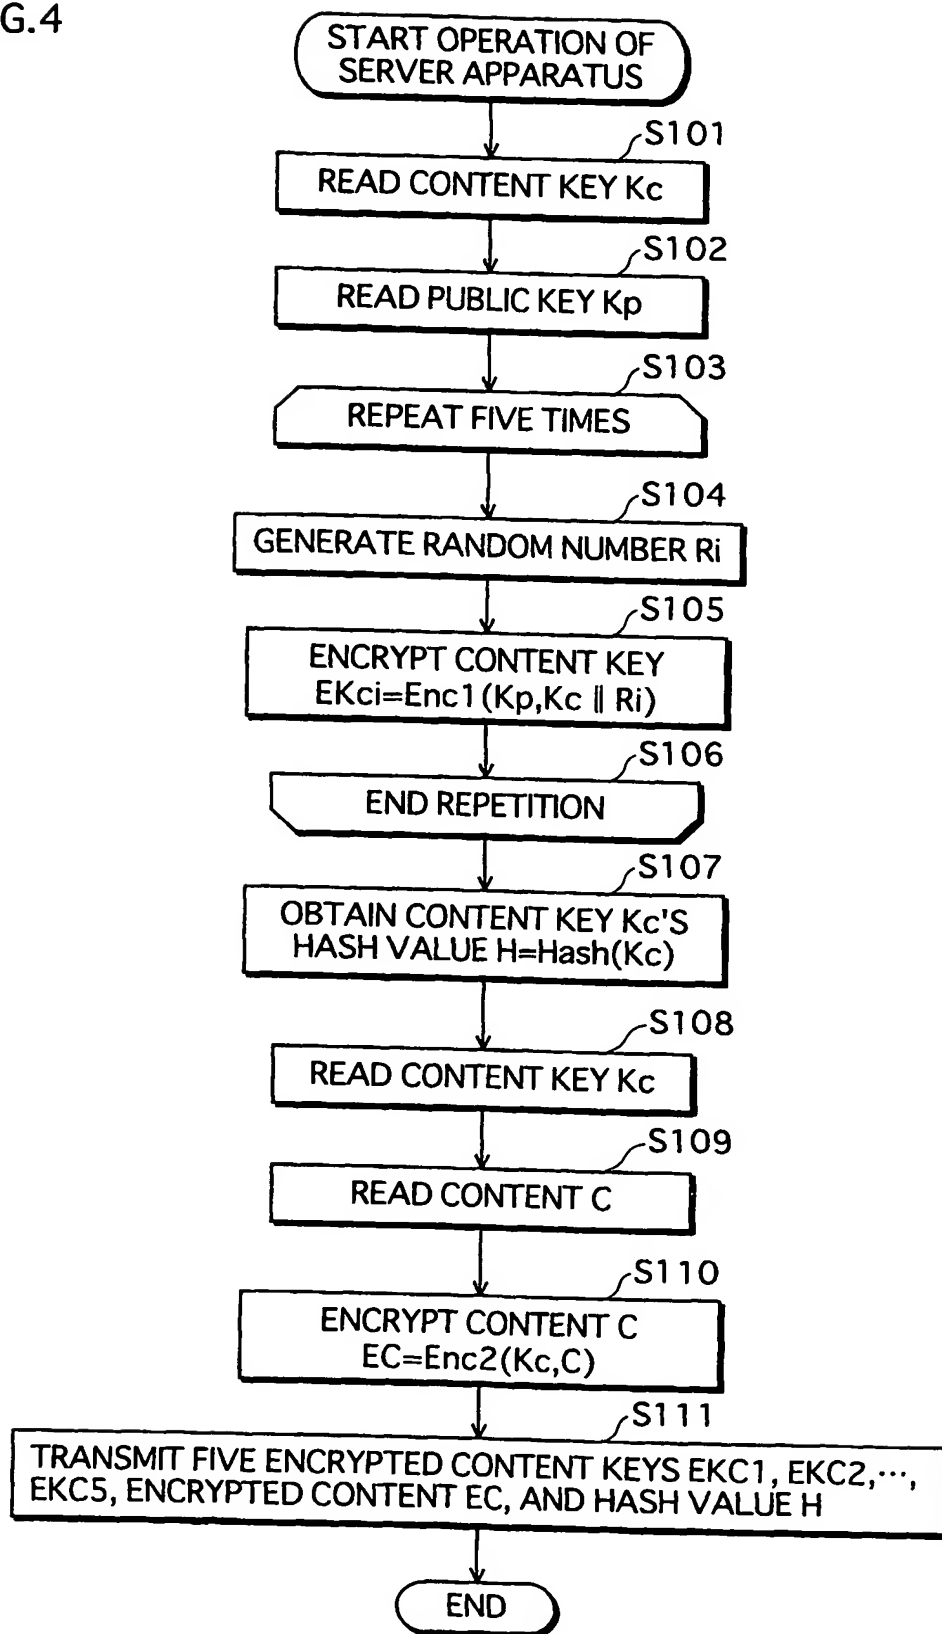 G.4
START OPERATION OF
SERVER APPARATUS
S101
READ CONTENT KEY Kc
S102
READ PUBLIC KEY Kp
S103
REPEAT FIVE TIMES
S104
GENERATE RANDOM NUMBER Ri
S105
ENCRYPT CONTENT KEY
EKci=Enc1(Kp,Kc || Ri)
S106
END REPETITION
S107
OBTAIN CONTENT KEY Kc'S
HASH VALUE H=Hash(Kc)
S108
READ CONTENT KEY Kc
S109
READ CONTENT C
S110
ENCRYPT CONTENT C
EC=Enc2(Kc,C)
S111
TRANSMIT FIVE ENCRYPTED CONTENT KEYS EKC1, EKC2,···,
EKC5, ENCRYPTED CONTENT EC, AND HASH VALUE H
END